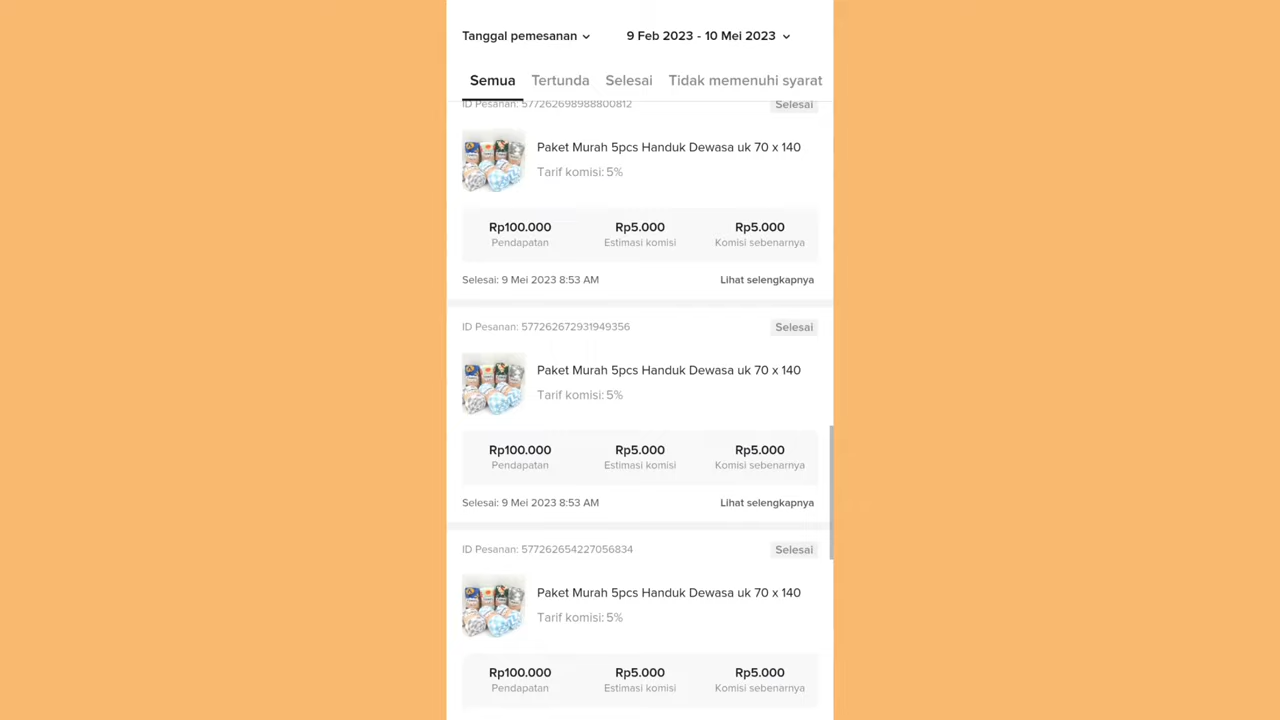 Tanggal pemesanan 9 Feb 2023 - 10 Mei 2023
Semua Tertunda Selesai Tidak memenuhi syarat
ID Pesanan: 577262698988800812 Selesai
Paket Murah 5pcs Handuk Dewasa uk 70 x 140
Tarif komisi: 5%
Rp100.000 Rp5.000 Rp5.000
Pendapatan Estimasi komisi Komisi sebenarnya
Selesai: 9 Mei 2023 8:53 AM Lihat selengkapnya
ID Pesanan: 577262672931949356 Selesai
Paket Murah 5pcs Handuk Dewasa uk 70 x 140
Tarif komisi: 5%
Rp100.000 Rp5.000 Rp5.000
Pendapatan Estimasi komisi Komisi sebenarnya
Selesai: 9 Mei 2023 8:53 AM Lihat selengkapnya
ID Pesanan: 577262654227056834 Selesai
Paket Murah 5pcs Handuk Dewasa uk 70 x 140
Tarif komisi: 5%
Rp100.000 Rp5.000 Rp5.000
Pendapatan Estimasi komisi Komisi sebenarnya